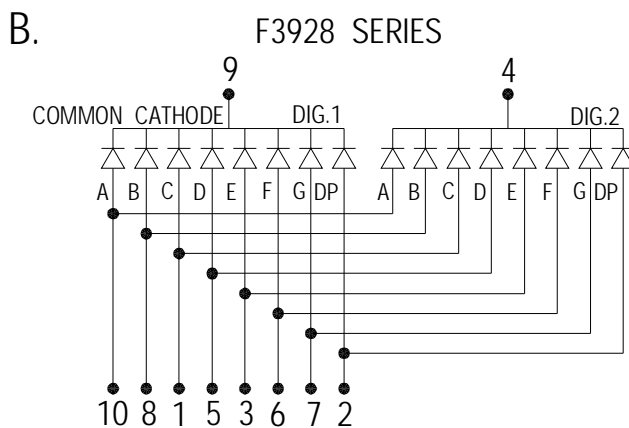 B. F3928 SERIES
9 4
COMMON CATHODE DIG.1 DIG.2
A B C D E F G DP A B C D E F G DP
10 8 1 5 3 6 7 2